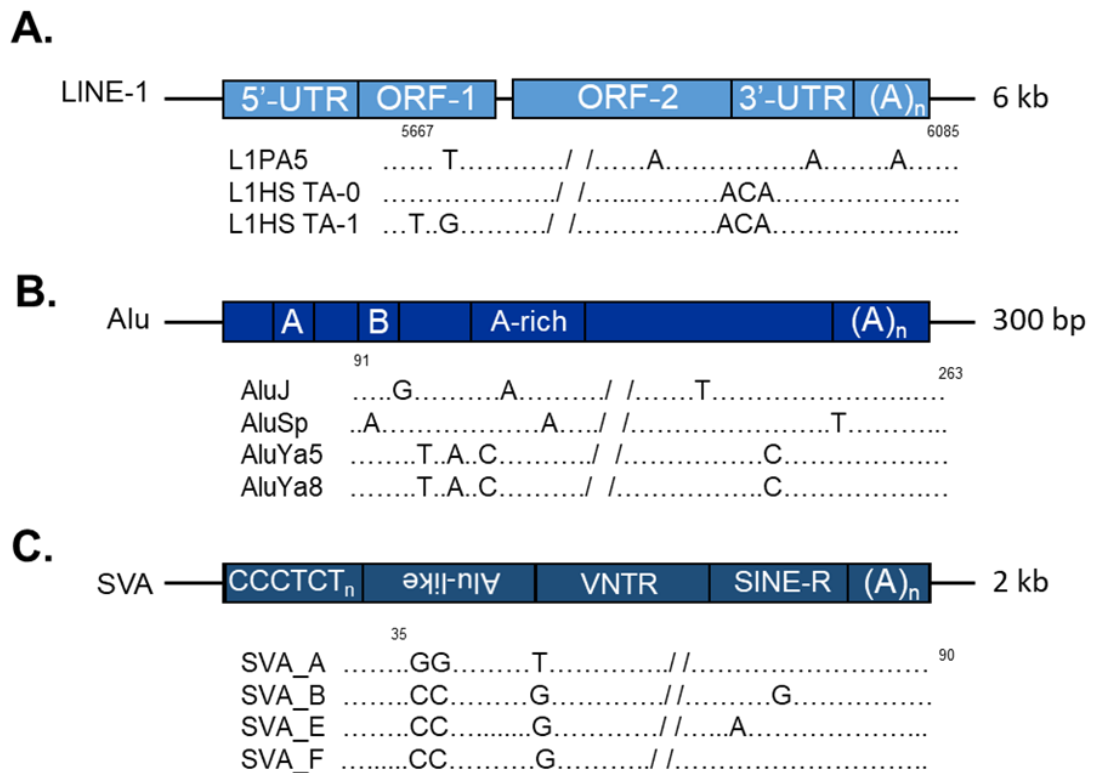 A.
LINE-1 5'-UTR ORF-1 ORF-2 3'-UTR (A)n 6 kb
5667 6085
L1PA5 ...... T.........../ /.......A..............A.......A......
L1HS TA-0 ...................../ /..............ACA........................
L1HS TA-1 ...T..G.........../ /................ACA........................
B.
Alu A B A-rich (A)n 300 bp
91 263
AluJ .....G...........A.........../ /.........T.............................
AluSp ..A.................A...../ /........................T.............
AluYa5 ........T..A..C.........../ /..................C.......................
AluYa8 ........T..A..C........../ /...................C.......................
C.
SVA CCCTCTn Alu-like VNTR SINE-R (A)n 2 kb
35 90
SVA_A ........GG..........T.............../ /................................
SVA_B ........CC..........G............../ /...........G...................
SVA_E ........CC..........G............../ /......A........................
SVA_F ........CC..........G............./ /.................................